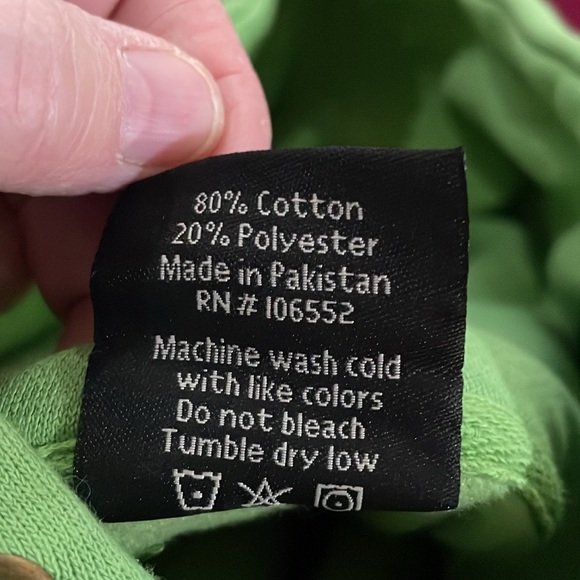 80% Cotton
20% Polyester
Made in Pakistan
RN# 106552
Machine wash cold
with like colors
Do not bleach
Tumble dry low